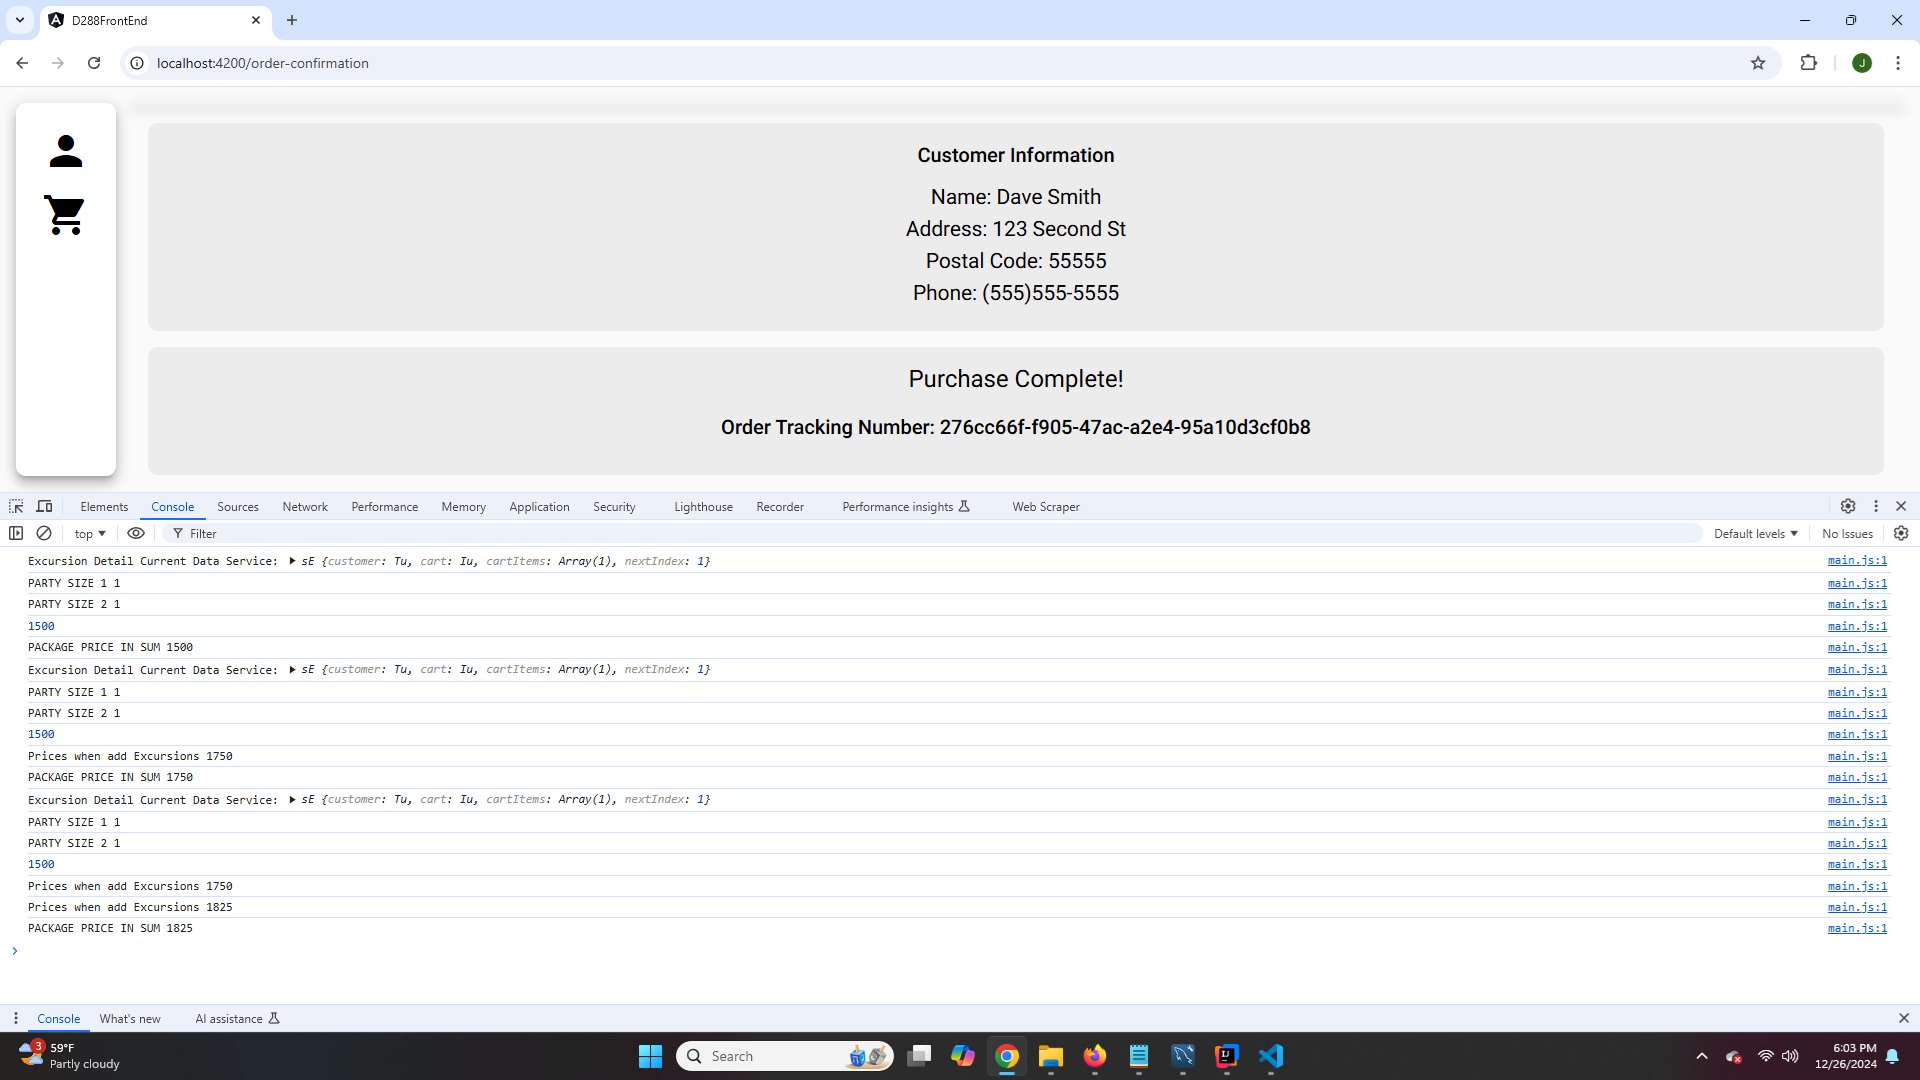 D288FrontEnd
localhost:4200/order-confirmation
J
Customer Information
Name: Dave Smith
Address: 123 Second St
Postal Code: 55555
Phone: (555)555-5555
Purchase Complete!
Order Tracking Number: 276cc66f-f905-47ac-a2e4-95a10d3cf0b8
Elements Console Sources Network Performance Memory Application Security Lighthouse Recorder Performance insights Web Scraper
top Filter Default levels No Issues
Excursion Detail Current Data Service: sE {customer: Tu, cart: Iu, cartItems: Array(1), nextIndex: 1} main.js:1
PARTY SIZE 1 1 main.js:1
PARTY SIZE 2 1 main.js:1
1500 main.js:1
PACKAGE PRICE IN SUM 1500 main.js:1
Excursion Detail Current Data Service: sE {customer: Tu, cart: Iu, cartItems: Array(1), nextIndex: 1} main.js:1
PARTY SIZE 1 1 main.js:1
PARTY SIZE 2 1 main.js:1
1500 main.js:1
Prices when add Excursions 1750 main.js:1
PACKAGE PRICE IN SUM 1750 main.js:1
Excursion Detail Current Data Service: sE {customer: Tu, cart: Iu, cartItems: Array(1), nextIndex: 1} main.js:1
PARTY SIZE 1 1 main.js:1
PARTY SIZE 2 1 main.js:1
1500 main.js:1
Prices when add Excursions 1750 main.js:1
Prices when add Excursions 1825 main.js:1
PACKAGE PRICE IN SUM 1825 main.js:1
Console What's new AI assistance
3 59°F
Partly cloudy
Search
6:03 PM
12/26/2024